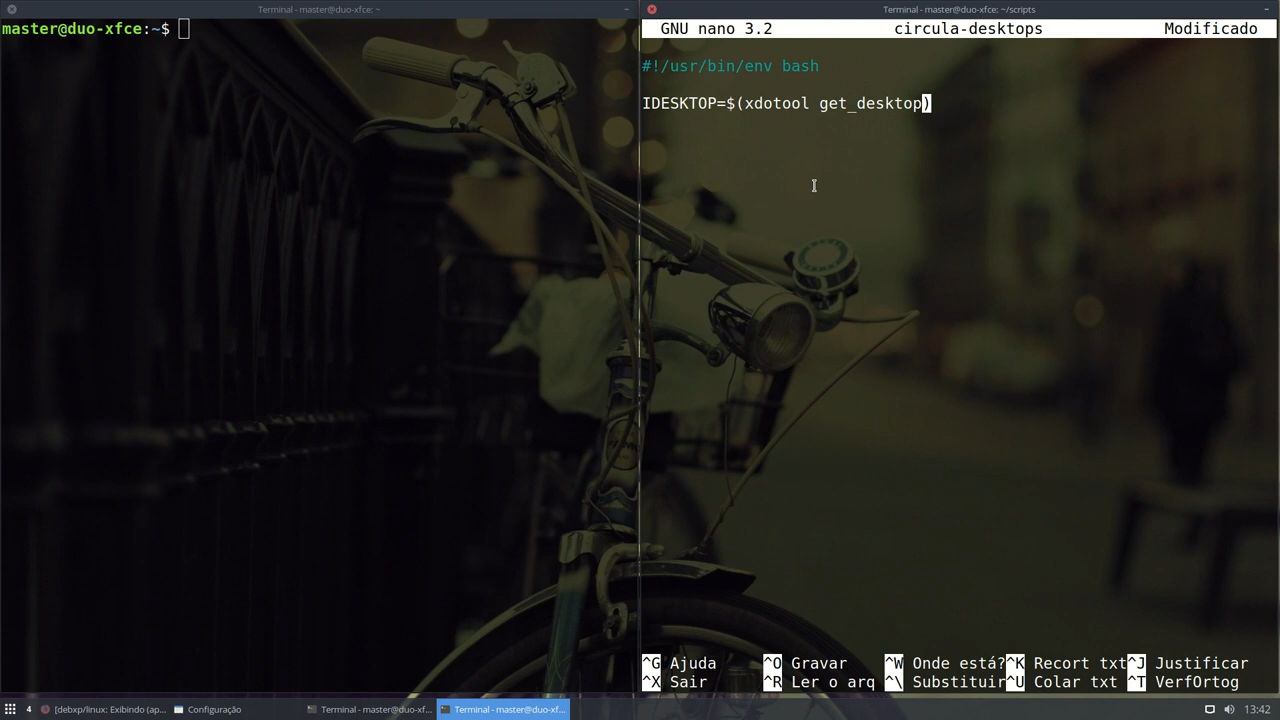 Terminal - master@duo-xfce: ~
master@duo-xfce:~$
Terminal - master@duo-xfce: ~/scripts
GNU nano 3.2 circula-desktops Modificado
#!/usr/bin/env bash
IDESKTOP=$(xdotool get_desktop)
^G Ajuda ^O Gravar ^W Onde está? ^K Recort txt ^J Justificar
^X Sair ^R Ler o arq ^\ Substituir ^U Colar txt ^T VerfOrtog
4 [debxp/linux: Exibindo (ap... Configuração Terminal - master@duo-xf... Terminal - master@duo-xf... 13:42